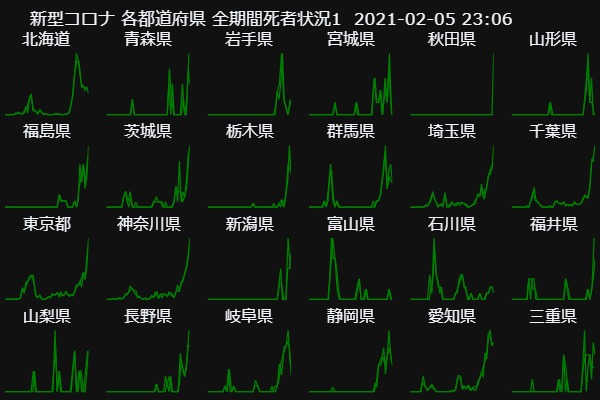 新型コロナ 各都道府県 全期間死者状況1 2021-02-05 23:06
北海道 青森県 岩手県 宮城県 秋田県 山形県
福島県 茨城県 栃木県 群馬県 埼玉県 千葉県
東京都 神奈川県 新潟県 富山県 石川県 福井県
山梨県 長野県 岐阜県 静岡県 愛知県 三重県